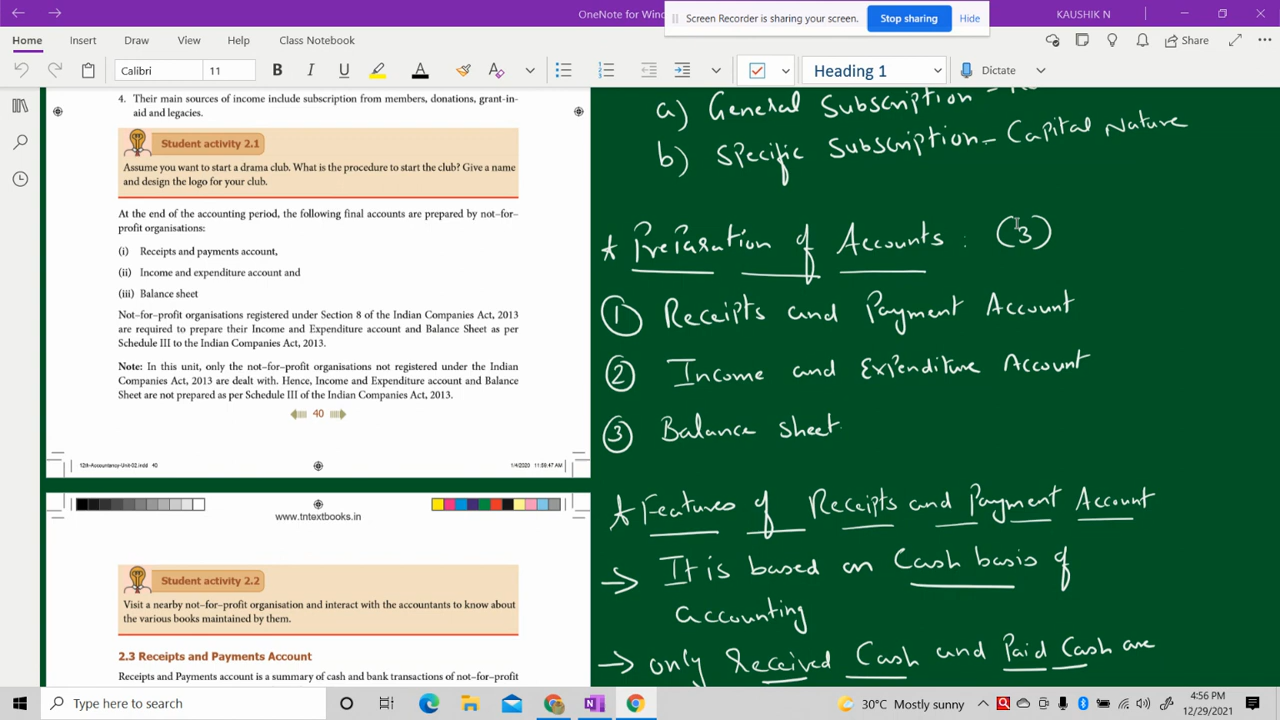 OneNote for Win
Screen Recorder is sharing your screen.
Stop sharing
Hide
KAUSHIK N
Home
Insert
Draw
View
Help
Class Notebook
Share
Calibri
11
B
I
U
A
Heading 1
Dictate
4. Their main sources of income include subscription from members, donations, grant-in-
aid and legacies.
Student activity 2.1
Assume you want to start a drama club. What is the procedure to start the club? Give a name
and design the logo for your club.
At the end of the accounting period, the following final accounts are prepared by not–for–
profit organisations:
(i) Receipts and payments account,
(ii) Income and expenditure account and
(iii) Balance sheet
Not–for–profit organisations registered under Section 8 of the Indian Companies Act, 2013
are required to prepare their Income and Expenditure account and Balance Sheet as per
Schedule III to the Indian Companies Act, 2013.
Note: In this unit, only the not–for–profit organisations not registered under the Indian
Companies Act, 2013 are dealt with. Hence, Income and Expenditure account and Balance
Sheet are not prepared as per Schedule III of the Indian Companies Act, 2013.
40
12th-Accountancy-Unit-02.indd 40
1/4/2020 11:58:47 AM
www.tntextbooks.in
Student activity 2.2
Visit a nearby not–for–profit organisation and interact with the accountants to know about
the various books maintained by them.
2.3 Receipts and Payments Account
Receipts and Payments account is a summary of cash and bank transactions of not–for–profit
a) General Subscription -
b) Specific Subscription - Capital Nature
* Preparation of Accounts : (3)
① Receipts and Payment Account
② Income and Expenditure Account
③ Balance Sheet
* Features of Receipts and Payment Account
→ It is based on Cash basis of
accounting
→ only Received Cash and Paid Cash are
Type here to search
30°C Mostly sunny
4:56 PM
12/29/2021